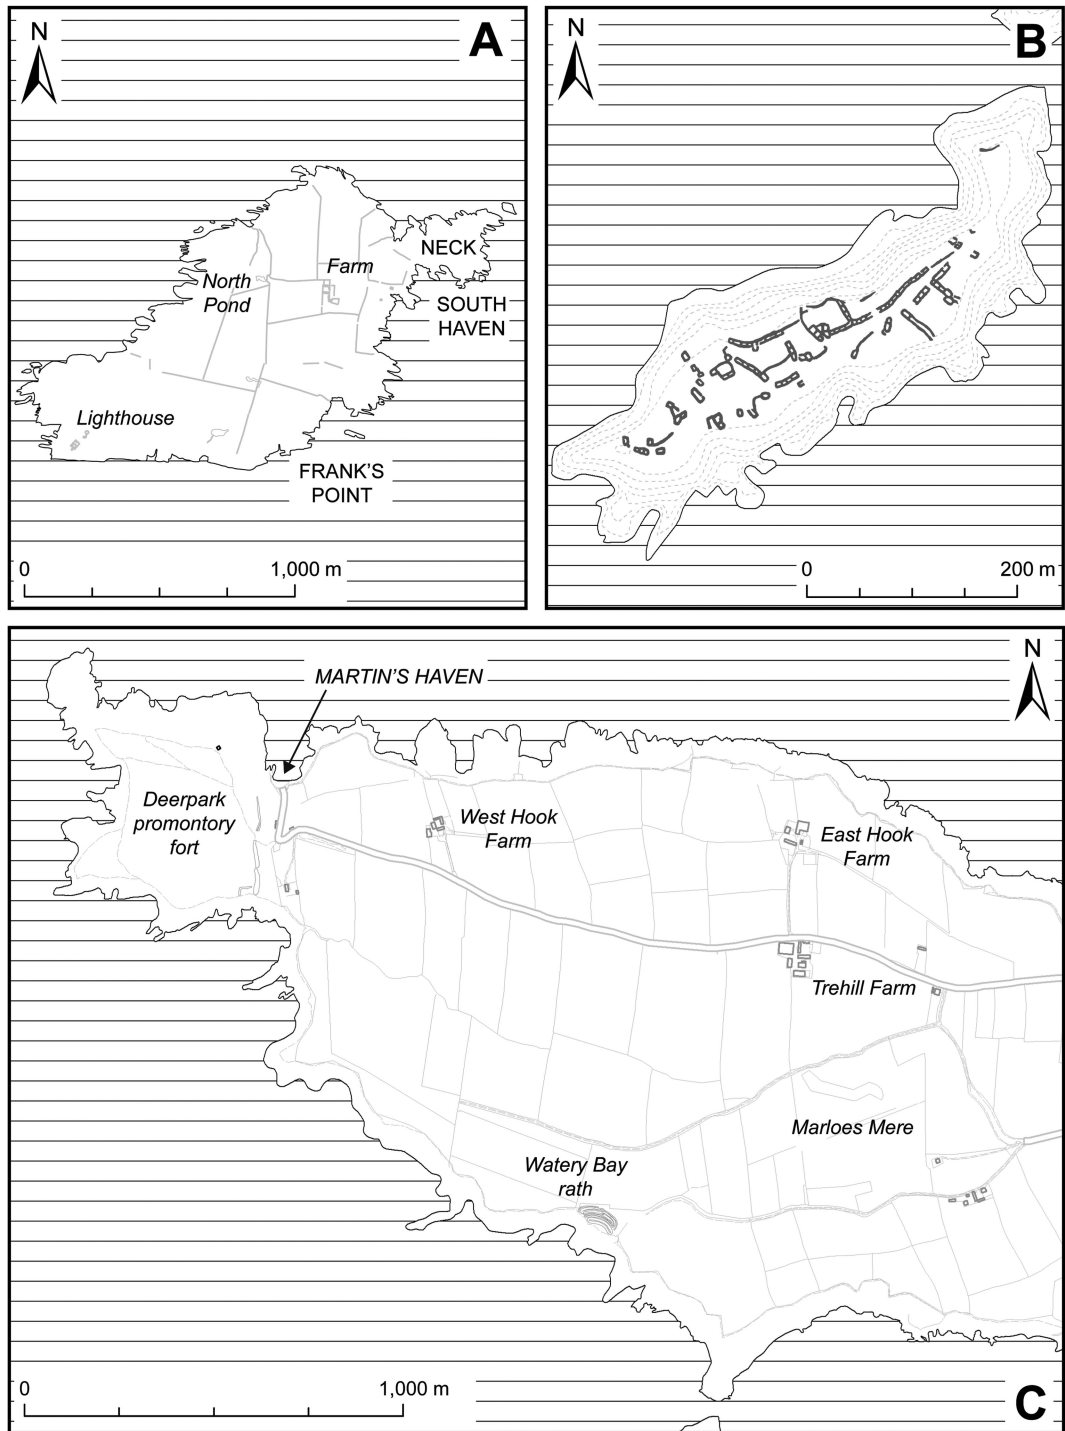 N
A
NECK
Farm
North
Pond
SOUTH
HAVEN
Lighthouse
FRANK'S
POINT
0
1,000 m
N
B
0
200 m
N
MARTIN'S HAVEN
Deerpark
promontory
fort
West Hook
Farm
East Hook
Farm
Trehill Farm
Marloes Mere
Watery Bay
rath
0
1,000 m
C